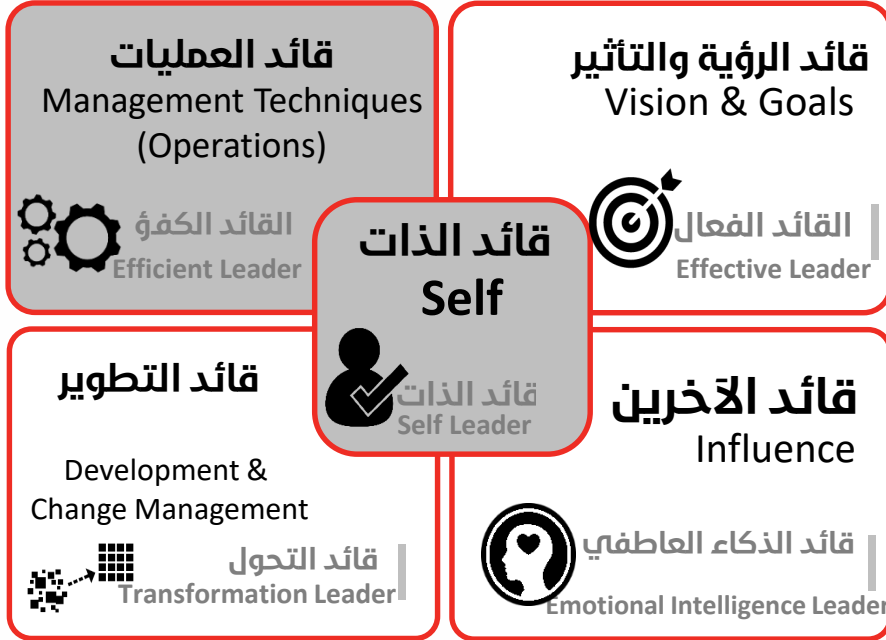 قائد العمليات
Management Techniques
(Operations)
القائد الكفؤ
Efficient Leader
قائد الرؤية والتأثير
Vision & Goals
القائد الفعال
Effective Leader
قائد الذات
Self
قائد الذات
Self Leader
قائد التطوير
Development &
Change Management
قائد التحول
Transformation Leader
قائد الآخرين
Influence
قائد الذكاء العاطفي
Emotional Intelligence Leader